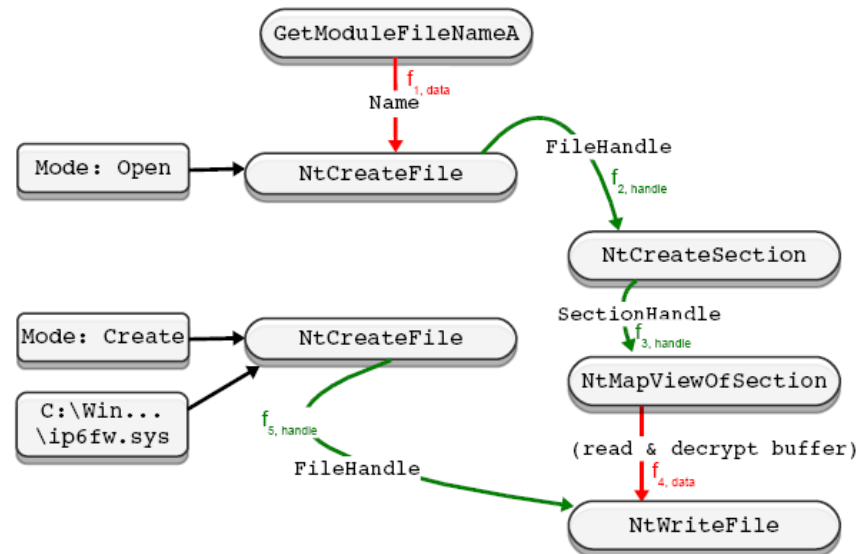 GetModuleFileNameA
f1, data
Name
Mode: Open
NtCreateFile
FileHandle
f2, handle
NtCreateSection
SectionHandle
f3, handle
Mode: Create
NtCreateFile
NtMapViewOfSection
C:\Win...
\ip6fw.sys
f5, handle
FileHandle
(read & decrypt buffer)
f4, data
NtWriteFile